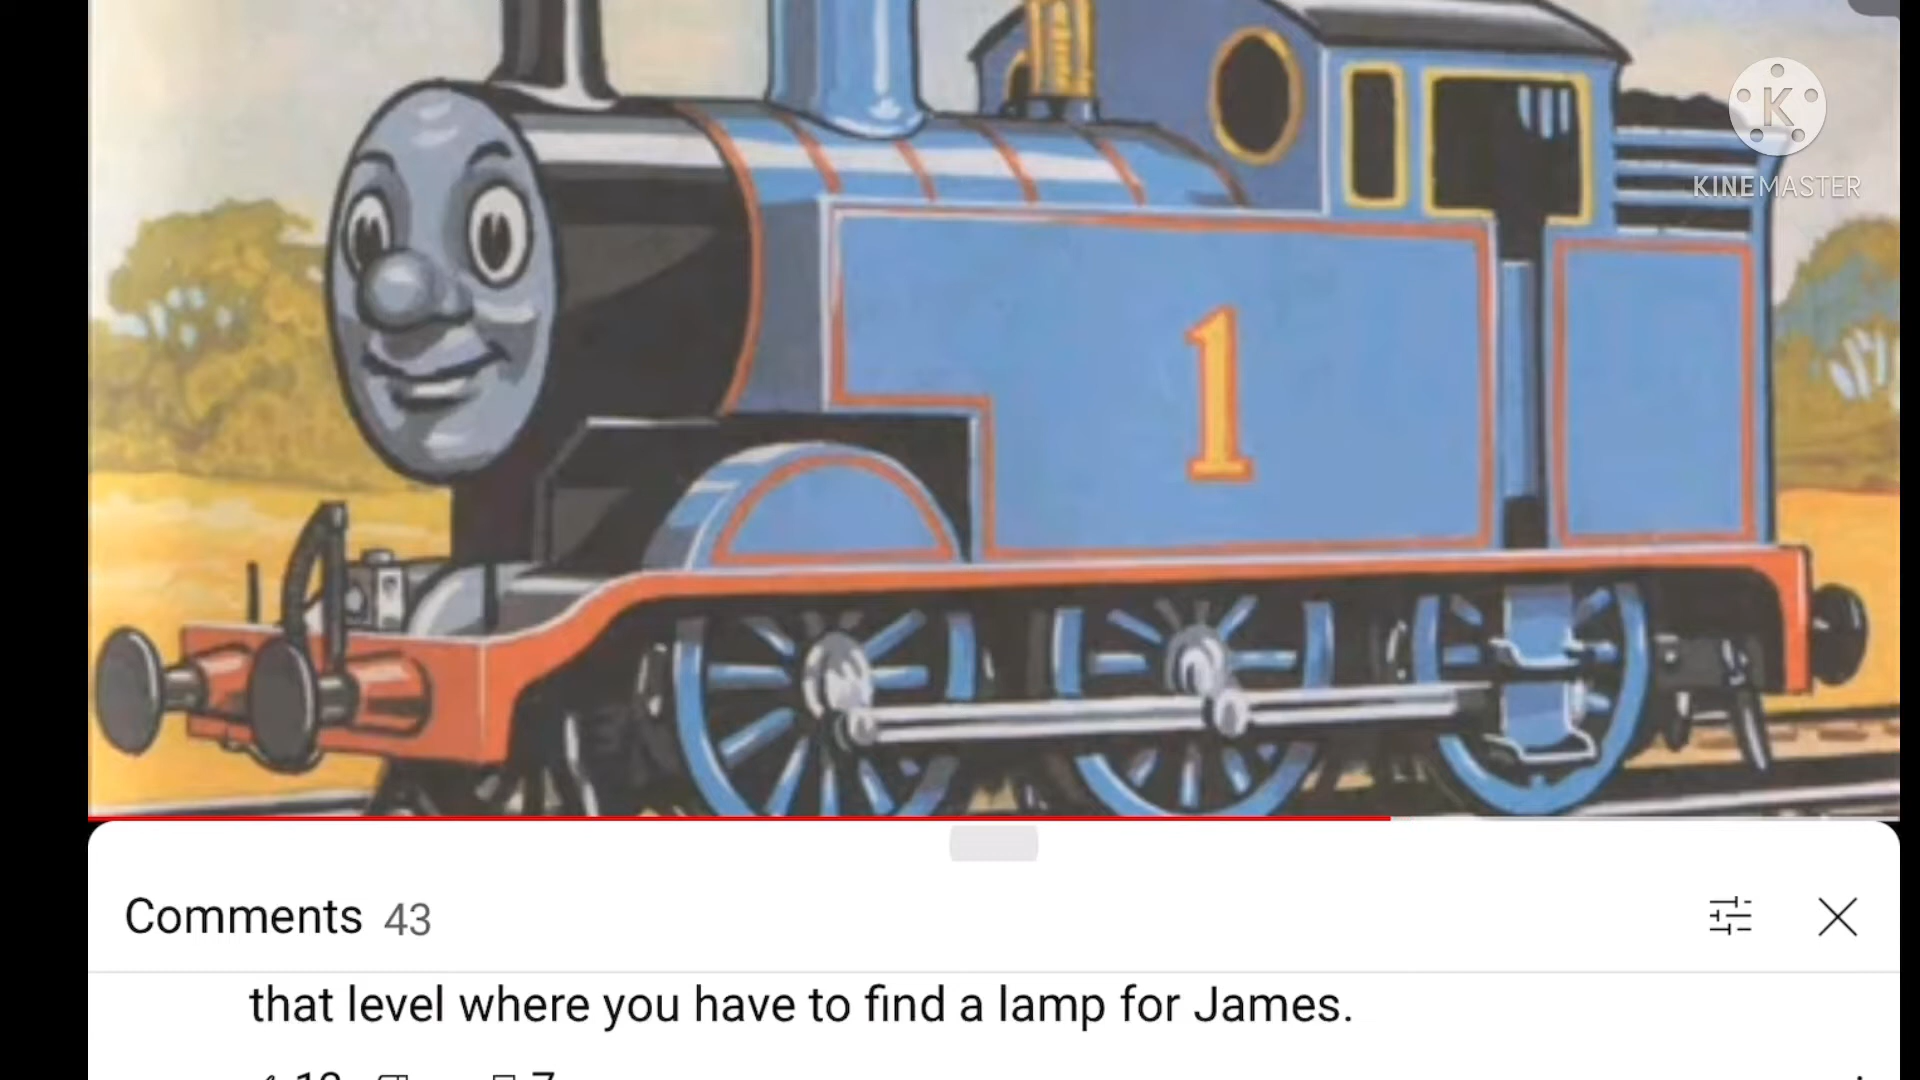 K
KINEMASTER
1
Comments 43
that level where you have to find a lamp for James.